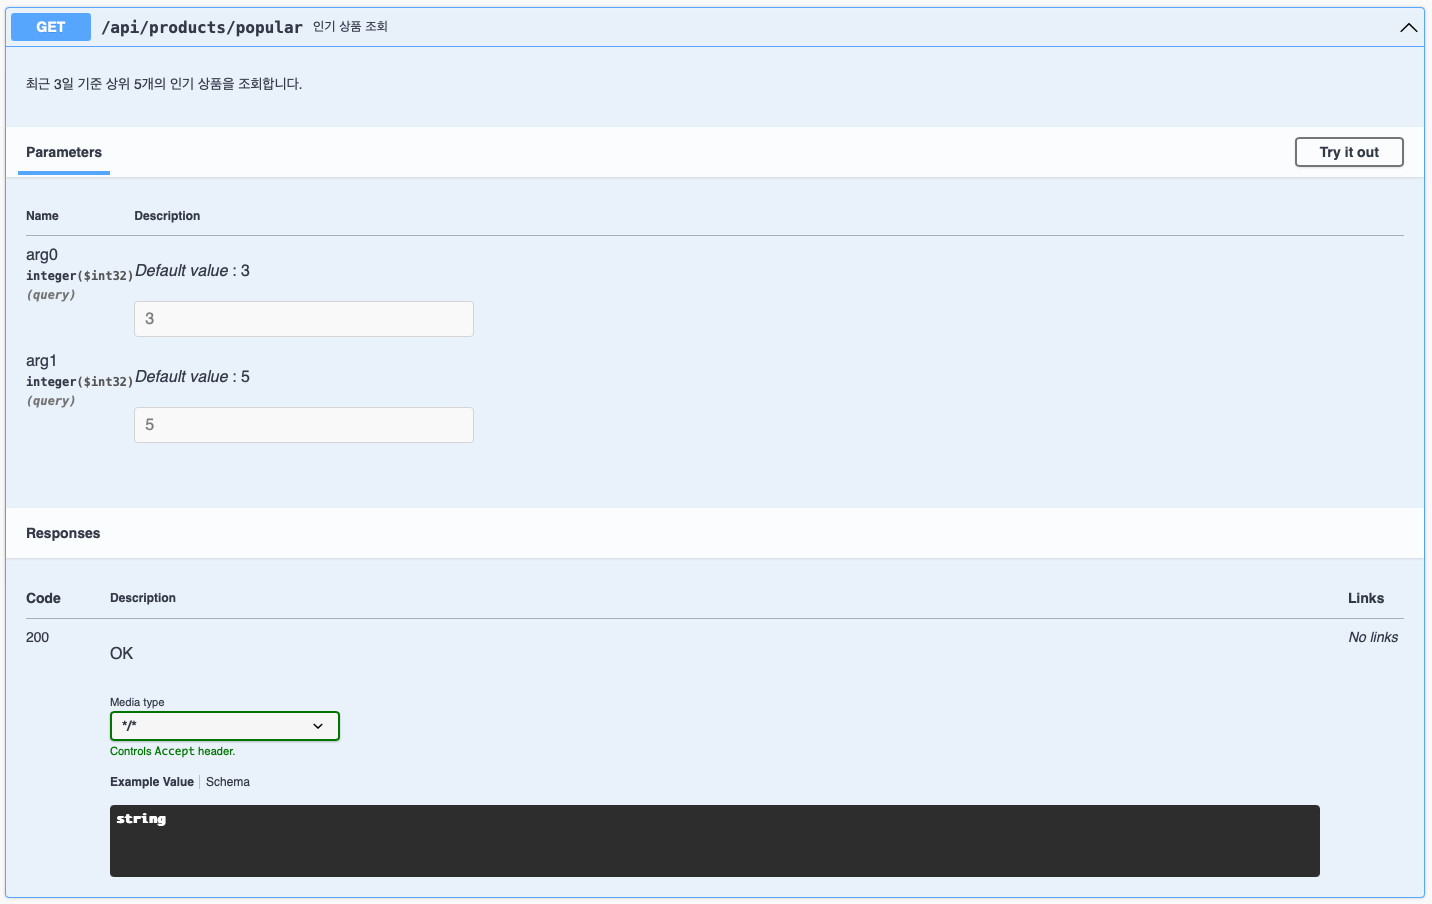 GET /api/products/popular 인기 상품 조회
최근 3일 기준 상위 5개의 인기 상품을 조회합니다.
Parameters
Try it out
Name Description
arg0
integer($int32)
(query)
Default value : 3
3
arg1
integer($int32)
(query)
Default value : 5
5
Responses
Code Description Links
200
OK
No links
Media type
*/*
Controls Accept header.
Example Value Schema
string